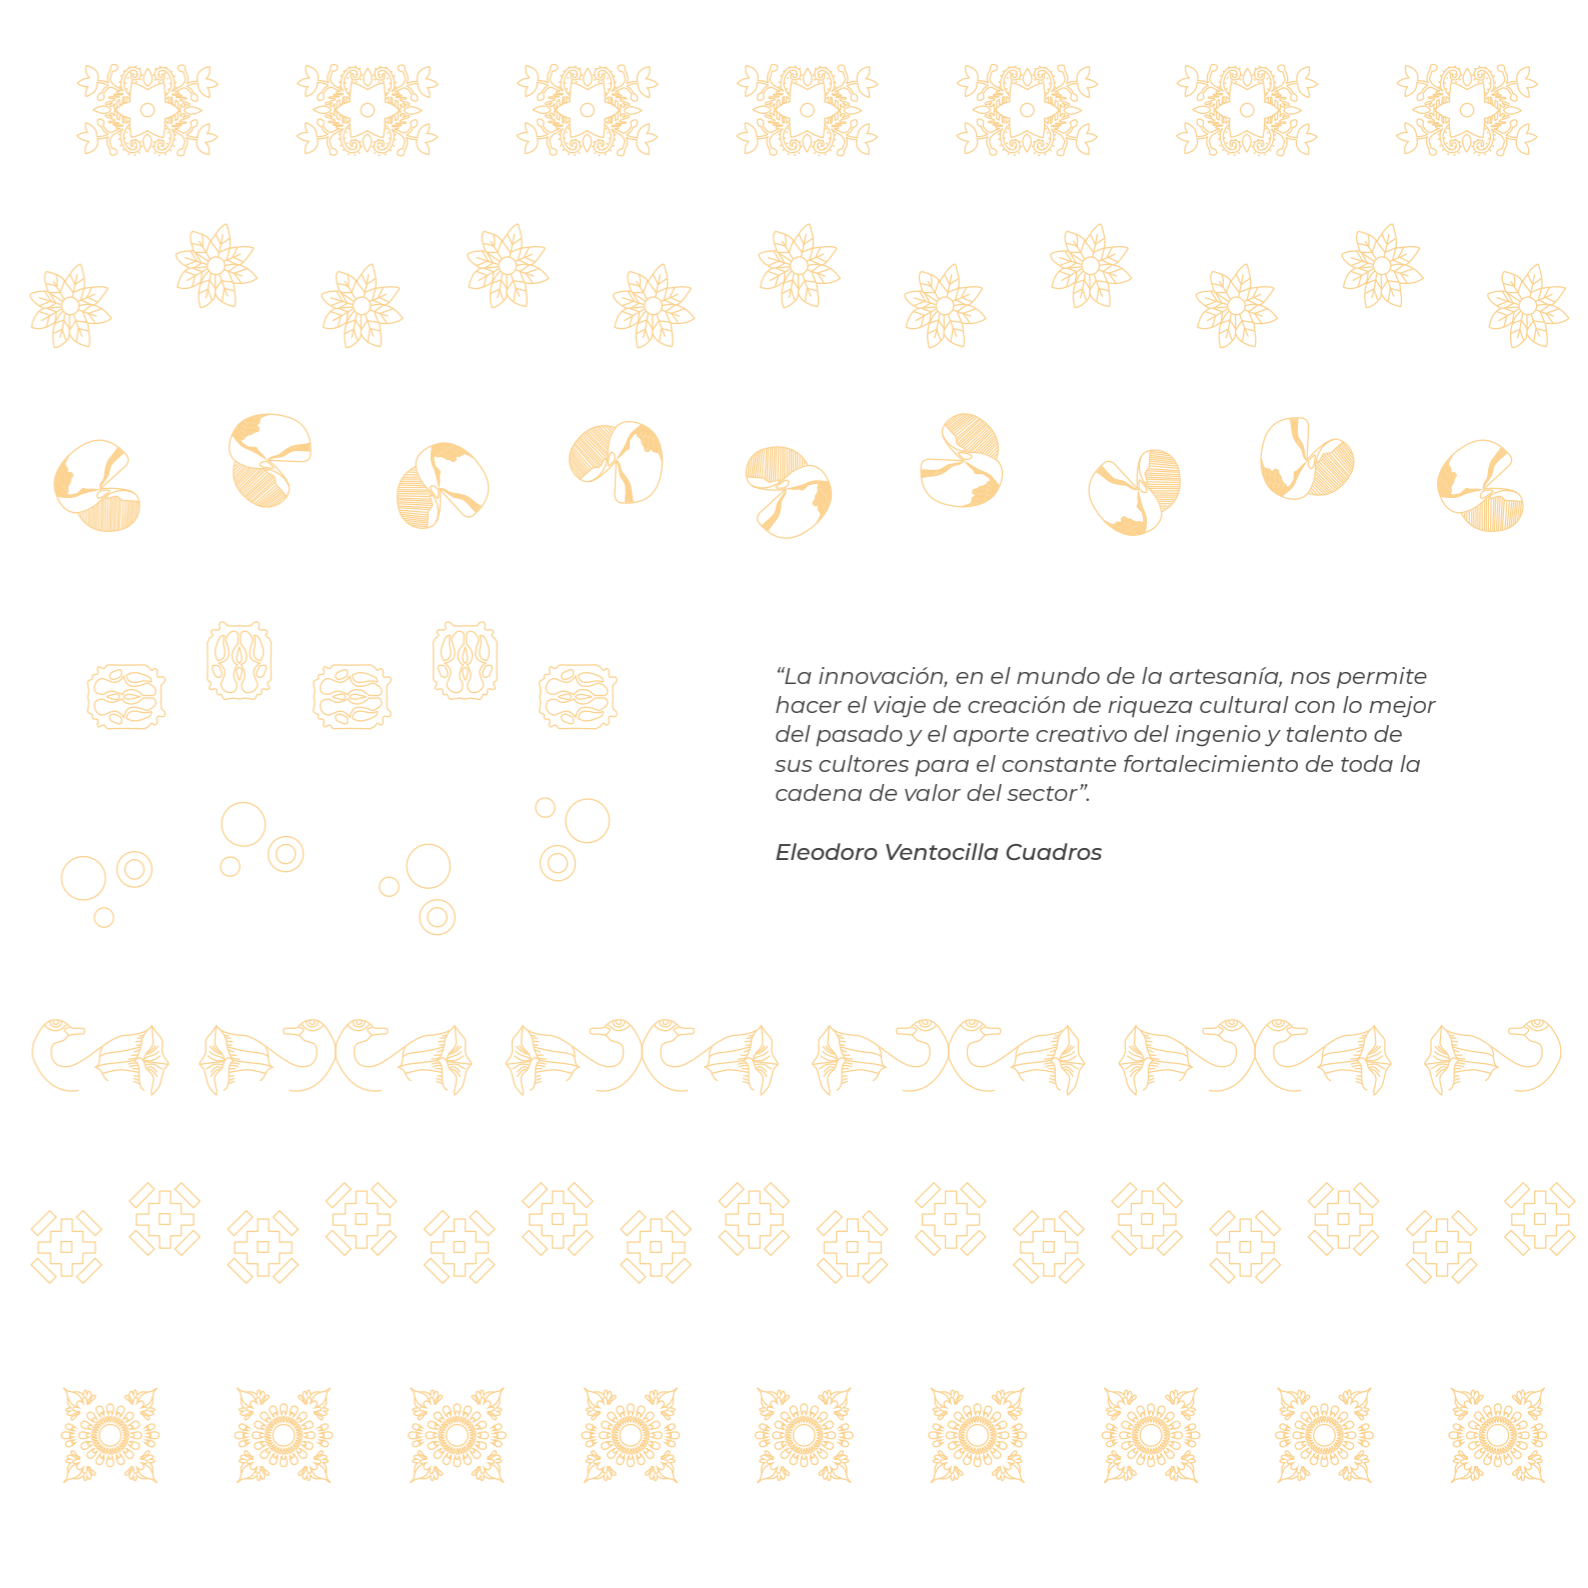 “La innovación, en el mundo de la artesanía, nos permite
hacer el viaje de creación de riqueza cultural con lo mejor
del pasado y el aporte creativo del ingenio y talento de
sus cultores para el constante fortalecimiento de toda la
cadena de valor del sector”.
Eleodoro Ventocilla Cuadros